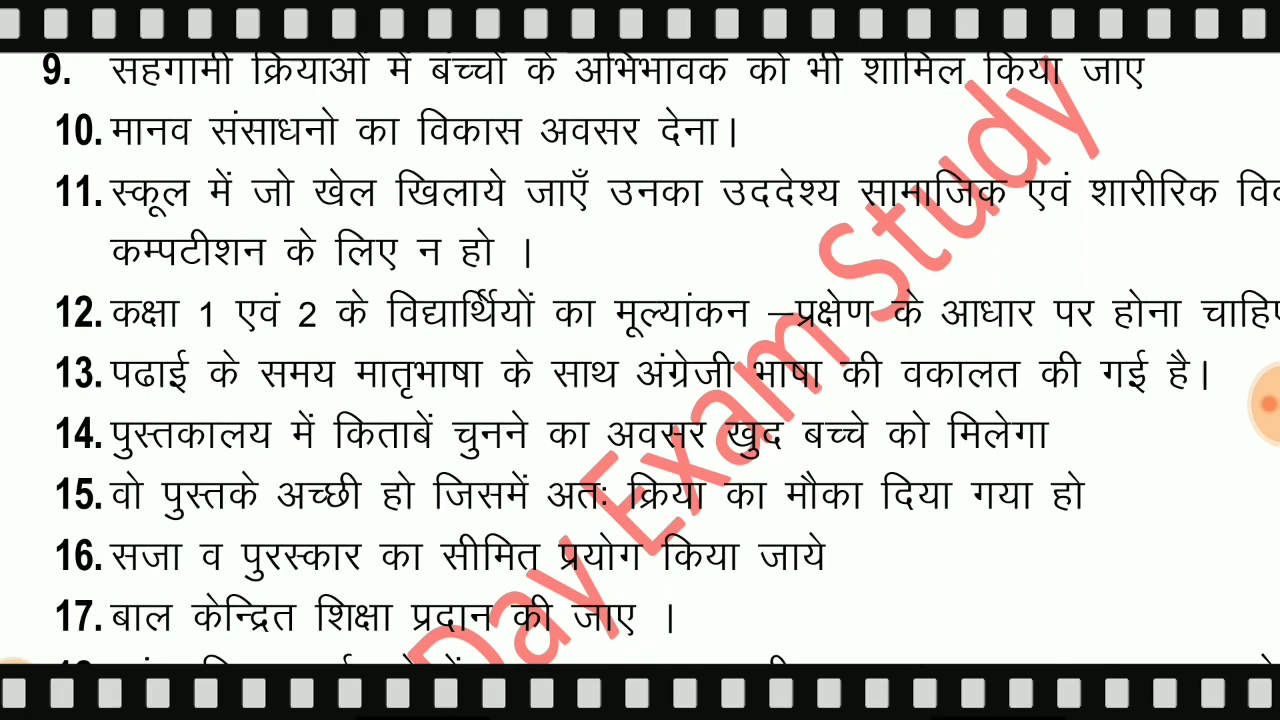 9. सहगामी क्रियाओं में बच्चों के अभिभावक को भी शामिल किया जाए
10. मानव संसाधनो का विकास अवसर देना।
11. स्कूल में जो खेल खिलाये जाएँ उनका उददेश्य सामाजिक एवं शारीरिक
कम्पटीशन के लिए न हो ।
12. कक्षा 1 एवं 2 के विद्यार्थियों का मूल्यांकन –प्रक्षेण के आधार पर होना
13. पढाई के समय मातृभाषा के साथ अंग्रेजी भाषा की वकालत की गई है।
14. पुस्तकालय में किताबें चुनने का अवसर खुद बच्चे को मिलेगा
15. वो पुस्तके अच्छी हो जिसमें अतः क्रिया का मौका दिया गया हो
16. सजा व पुरस्कार का सीमित प्रयोग किया जाये
17. बाल केन्द्रित शिक्षा प्रदान की जाए ।
Day Exam Study